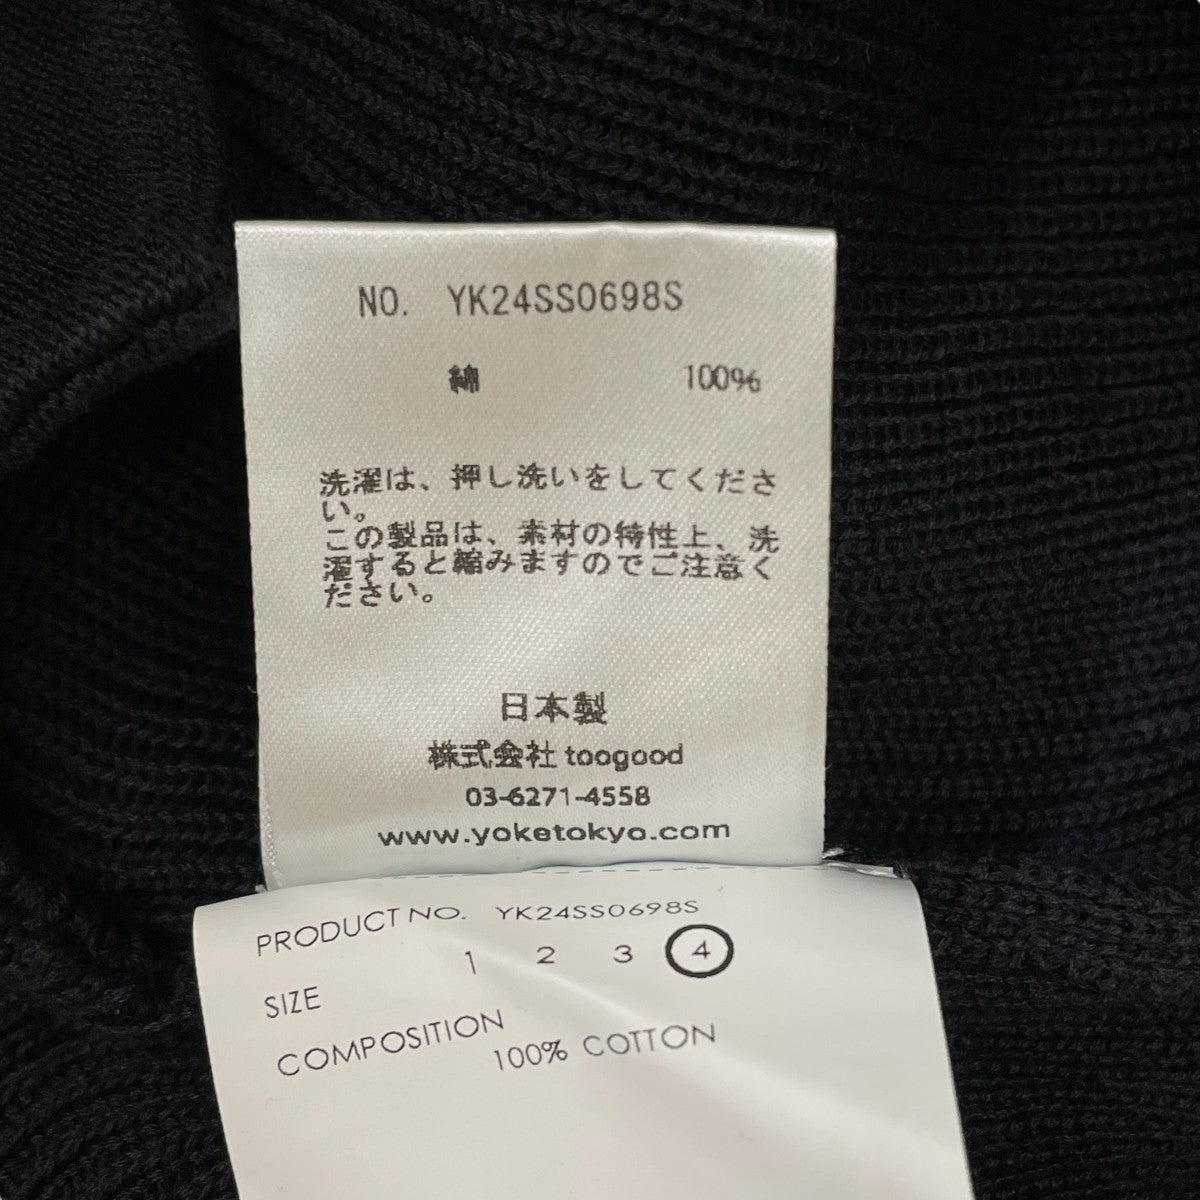 NO. YK24SS0698S
綿 100%
洗濯は、押し洗いをしてくださ
い。
この製品は、素材の特性上、洗
濯すると縮みますのでご注意く
ださい。
日本製
株式会社 toogood
03-6271-4558
www.yoketokyo.com
PRODUCT NO. YK24SS0698S
SIZE 1 2 3 4
COMPOSITION
100% COTTON